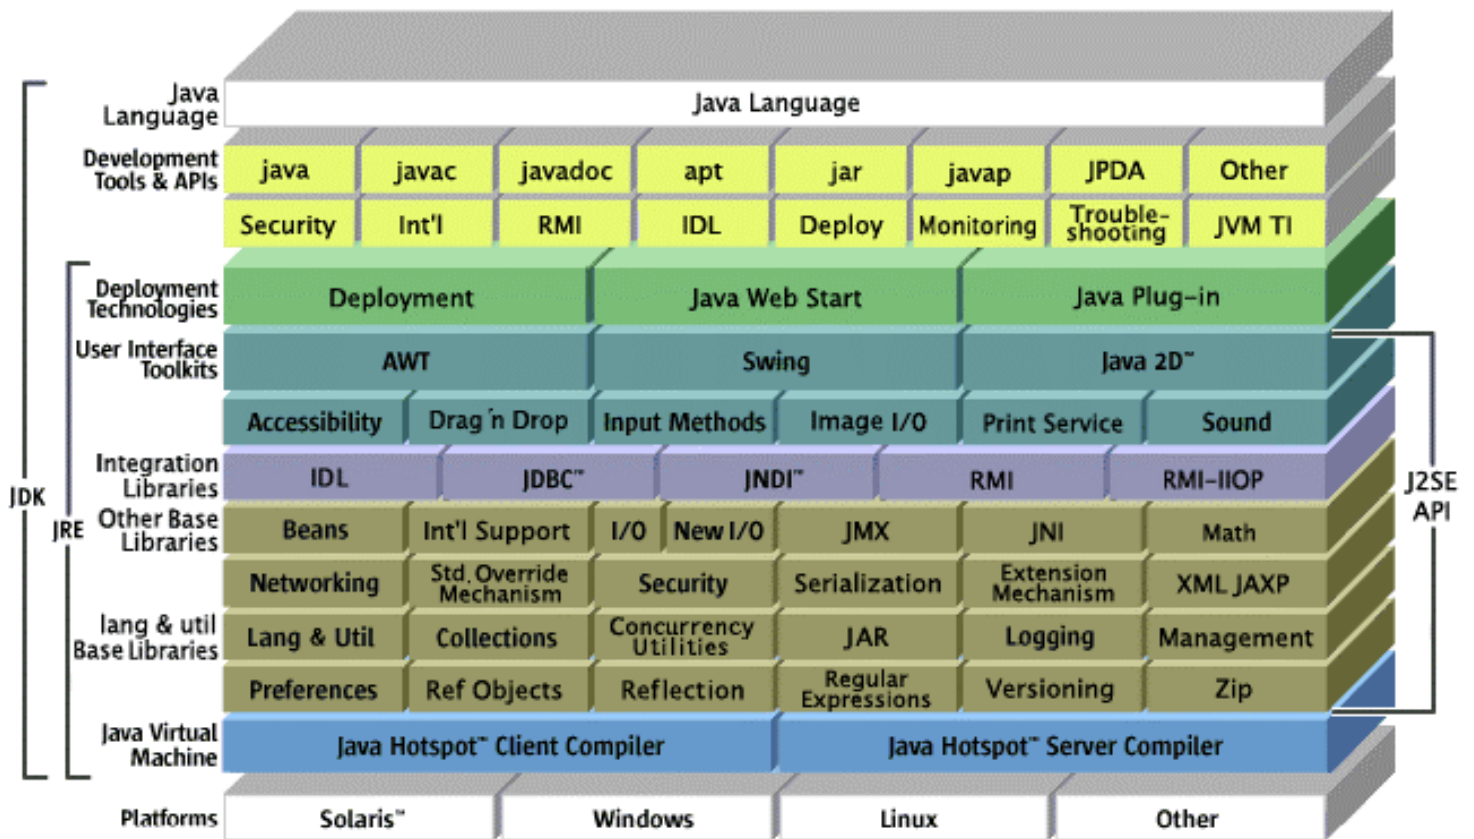 Java Language
Java Language
Development Tools & APIs
java javac javadoc apt jar javap JPDA Other
Security Int'l RMI IDL Deploy Monitoring Trouble-shooting JVM TI
Deployment Technologies
Deployment Java Web Start Java Plug-in
User Interface Toolkits
AWT Swing Java 2D™
Accessibility Drag 'n Drop Input Methods Image I/O Print Service Sound
Integration Libraries
IDL JDBC™ JNDI™ RMI RMI-IIOP
JDK
JRE
J2SE API
Other Base Libraries
Beans Int'l Support I/O New I/O JMX JNI Math
Networking Std. Override Mechanism Security Serialization Extension Mechanism XML JAXP
lang & util Base Libraries
Lang & Util Collections Concurrency Utilities JAR Logging Management
Preferences Ref Objects Reflection Regular Expressions Versioning Zip
Java Virtual Machine
Java Hotspot™ Client Compiler Java Hotspot™ Server Compiler
Platforms
Solaris™ Windows Linux Other